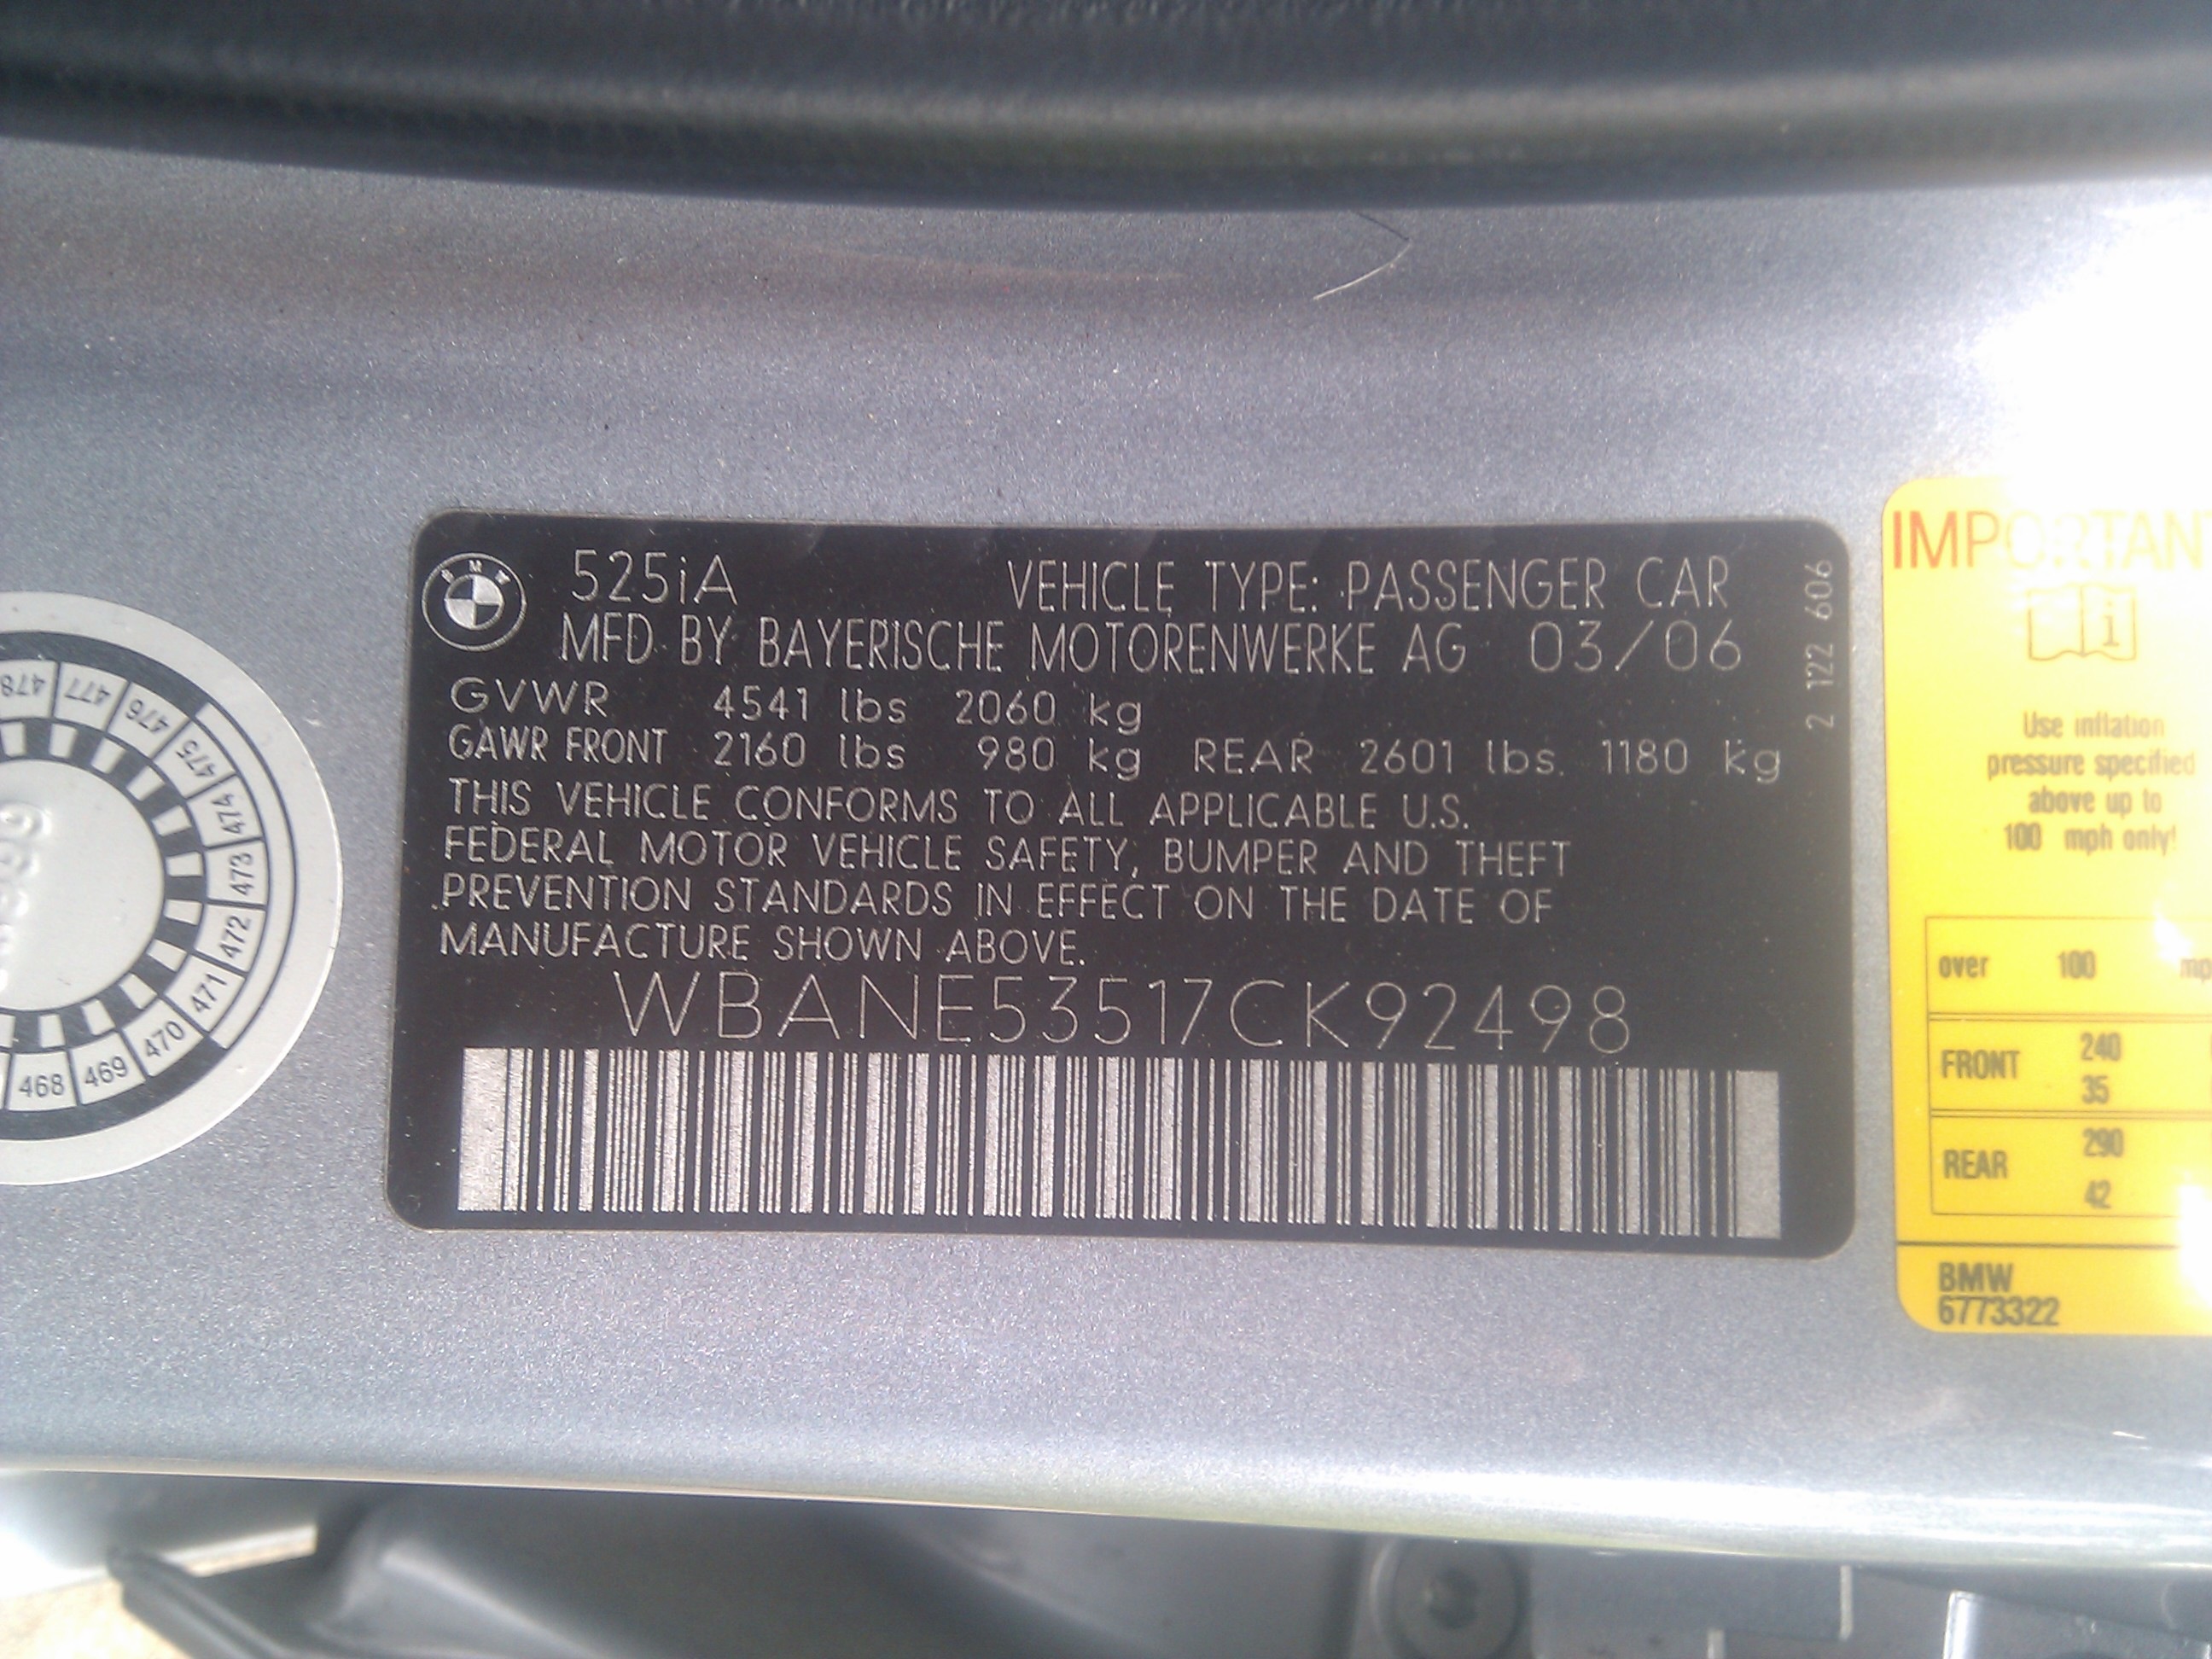 BMW
525iA VEHICLE TYPE: PASSENGER CAR
MFD BY BAYERISCHE MOTORENWERKE AG 03/06
GVWR 4541 lbs 2060 kg
GAWR FRONT 2160 lbs 980 kg REAR 2601 lbs. 1180 kg
THIS VEHICLE CONFORMS TO ALL APPLICABLE U.S.
FEDERAL MOTOR VEHICLE SAFETY, BUMPER AND THEFT
PREVENTION STANDARDS IN EFFECT ON THE DATE OF
MANUFACTURE SHOWN ABOVE.
WBANE53517CK92498
2 122 606
478 477 476 475 474 473 472 471 470 469 468
IMPORTAN
i
Use inflation
pressure specified
above up to
100 mph only!
over 100 mp
FRONT 240
35
REAR 290
42
BMW
6773322